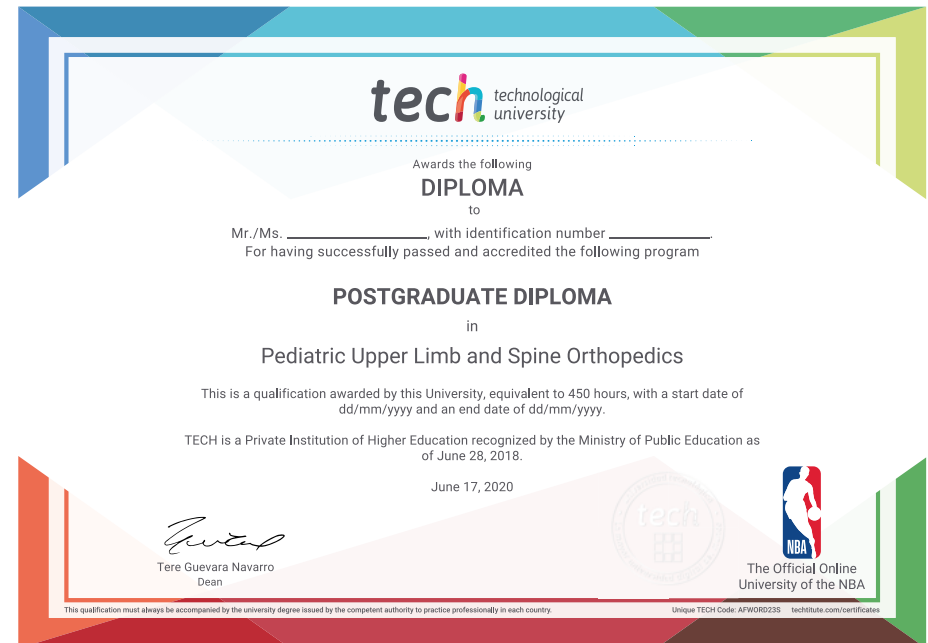 tech technological
university
Awards the following
DIPLOMA
to
Mr./Ms. ____________________, with identification number ______________.
For having successfully passed and accredited the following program
POSTGRADUATE DIPLOMA
in
Pediatric Upper Limb and Spine Orthopedics
This is a qualification awarded by this University, equivalent to 450 hours, with a start date of
dd/mm/yyyy and an end date of dd/mm/yyyy.
TECH is a Private Institution of Higher Education recognized by the Ministry of Public Education as
of June 28, 2018.
June 17, 2020
tech
NBA
Tere Guevara Navarro
Dean
The Official Online
University of the NBA
This qualification must always be accompanied by the university degree issued by the competent authority to practice professionally in each country.
Unique TECH Code: AFWORD23S techtitute.com/certificates